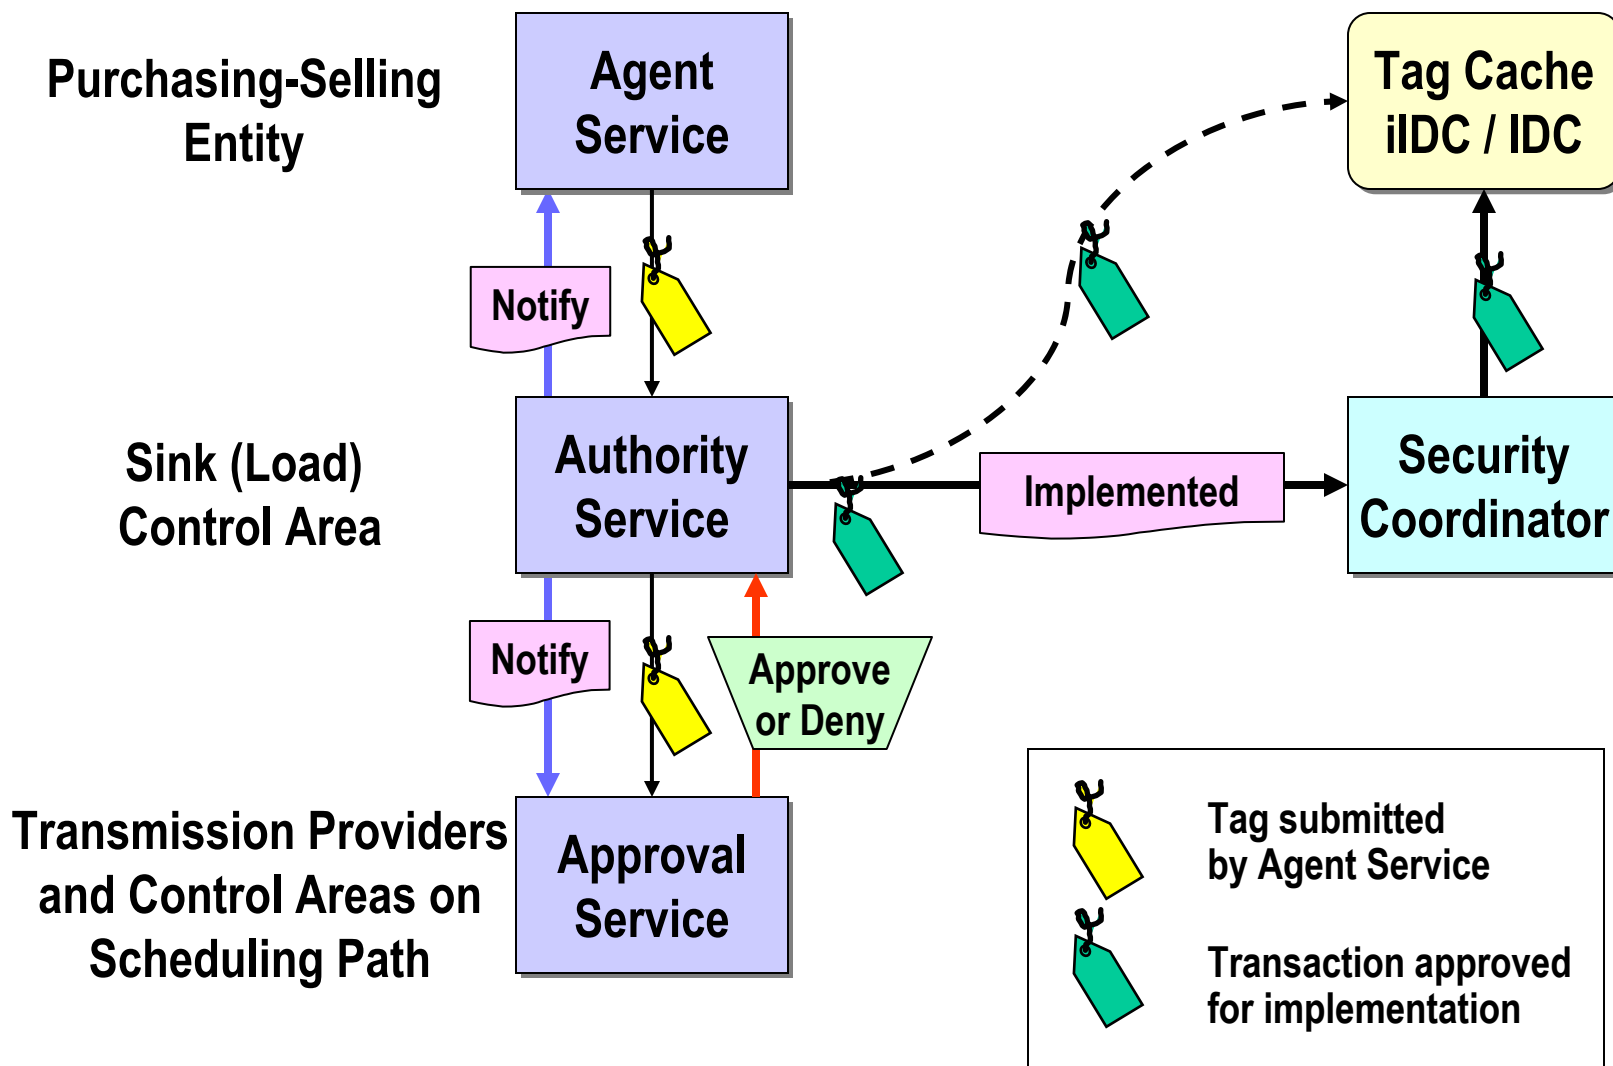 Purchasing-Selling
Entity
Agent
Service
Tag Cache
iIDC / IDC
Notify
Sink (Load)
Control Area
Authority
Service
Implemented
Security
Coordinator
Notify
Approve
or Deny
Transmission Providers
and Control Areas on
Scheduling Path
Approval
Service
Tag submitted
by Agent Service
Transaction approved
for implementation